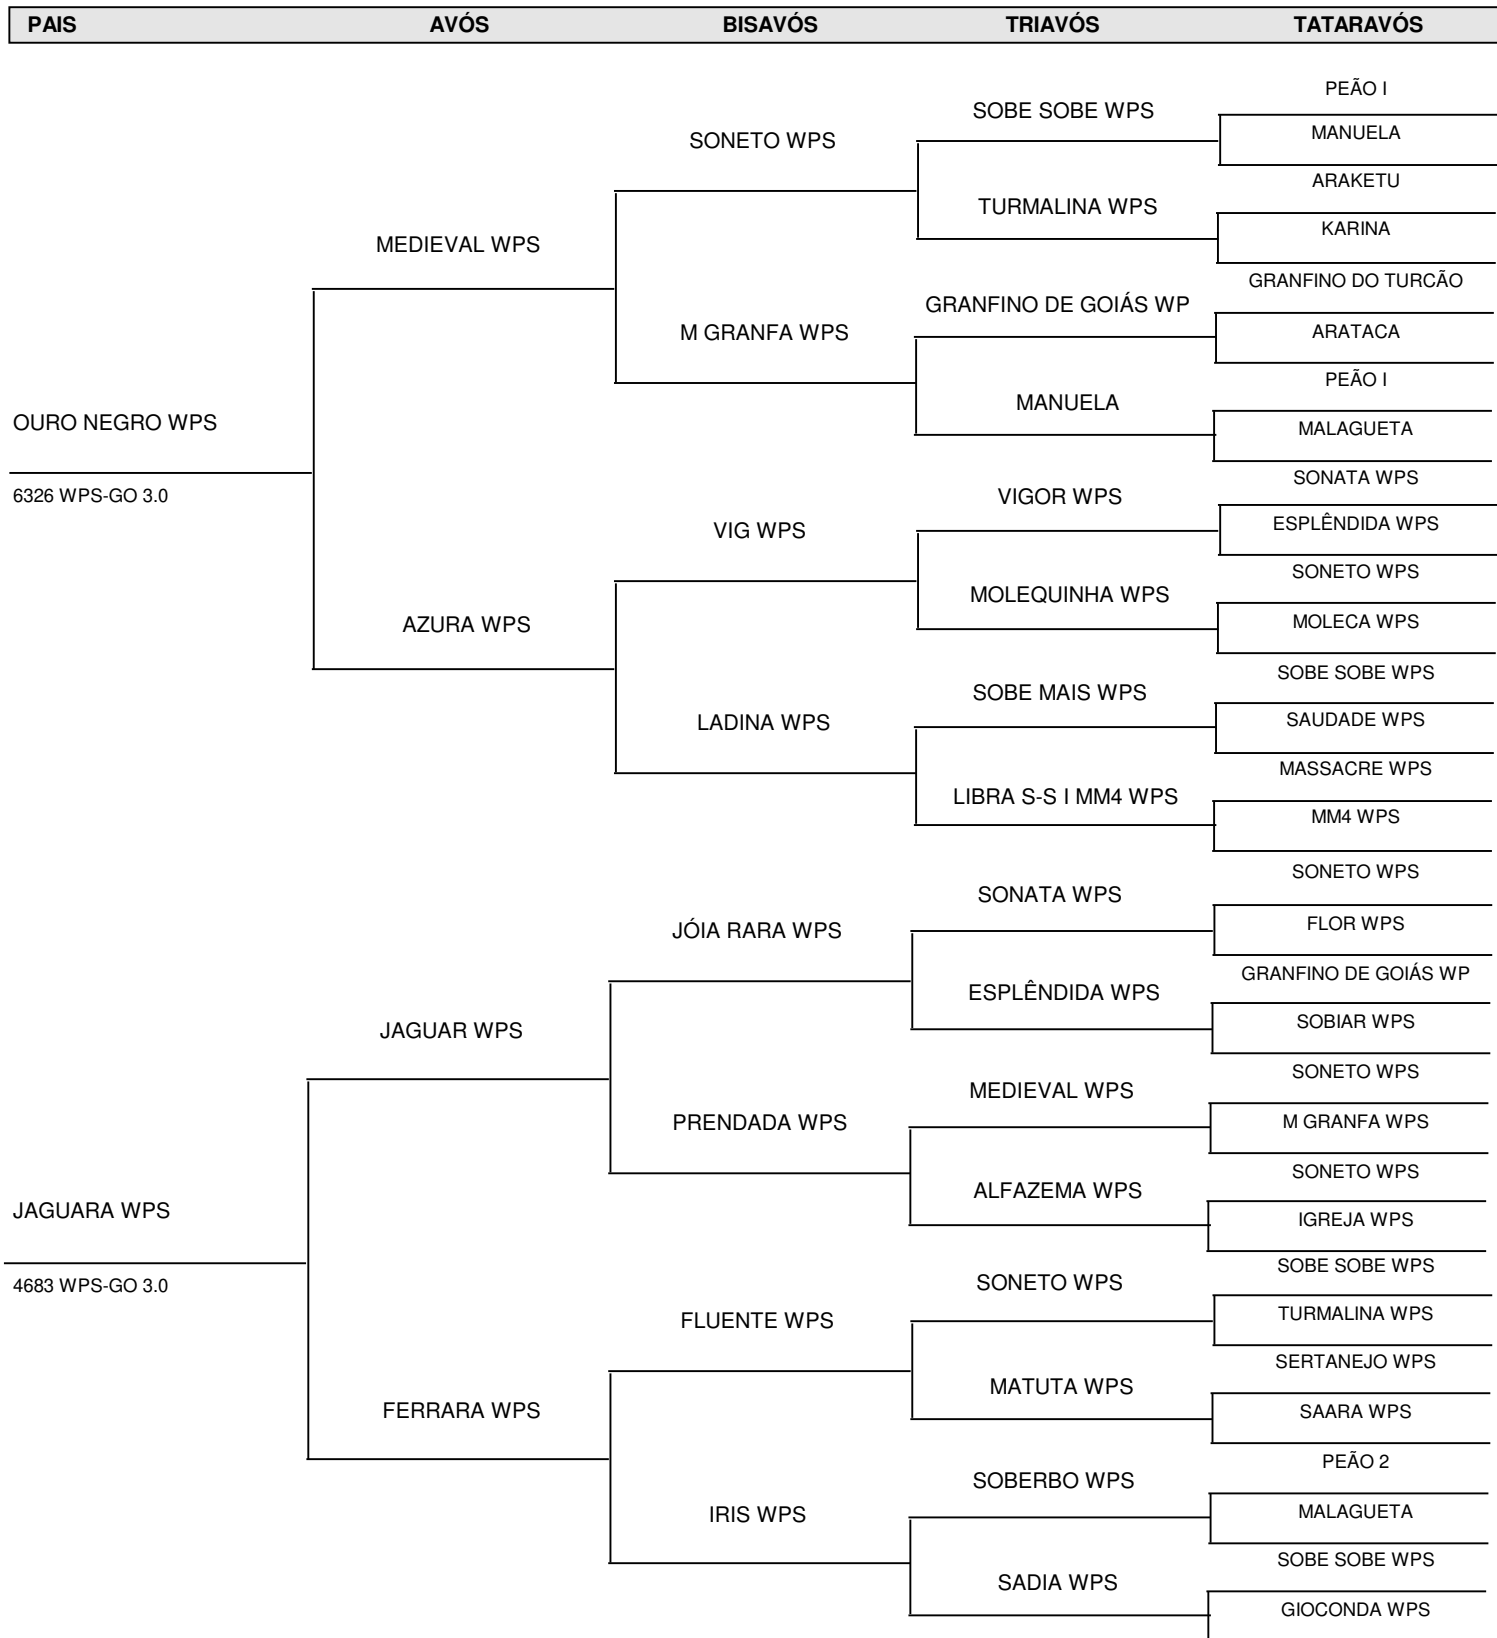 PAIS AVÓS BISAVÓS TRIAVÓS TATARAVÓS
PEÃO I
SOBE SOBE WPS
MANUELA
SONETO WPS
ARAKETU
TURMALINA WPS
KARINA
MEDIEVAL WPS
GRANFINO DO TURCÃO
GRANFINO DE GOIÁS WP
ARATACA
M GRANFA WPS
PEÃO I
MANUELA
MALAGUETA
OURO NEGRO WPS
6326 WPS-GO 3.0
SONATA WPS
VIGOR WPS
ESPLÊNDIDA WPS
VIG WPS
SONETO WPS
MOLEQUINHA WPS
MOLECA WPS
AZURA WPS
SOBE SOBE WPS
SOBE MAIS WPS
SAUDADE WPS
LADINA WPS
MASSACRE WPS
LIBRA S-S I MM4 WPS
MM4 WPS
SONETO WPS
SONATA WPS
FLOR WPS
JÓIA RARA WPS
GRANFINO DE GOIÁS WP
ESPLÊNDIDA WPS
SOBIAR WPS
JAGUAR WPS
SONETO WPS
MEDIEVAL WPS
M GRANFA WPS
PRENDADA WPS
SONETO WPS
ALFAZEMA WPS
IGREJA WPS
JAGUARA WPS
4683 WPS-GO 3.0
SOBE SOBE WPS
SONETO WPS
TURMALINA WPS
FLUENTE WPS
SERTANEJO WPS
MATUTA WPS
SAARA WPS
FERRARA WPS
PEÃO 2
SOBERBO WPS
MALAGUETA
IRIS WPS
SOBE SOBE WPS
SADIA WPS
GIOCONDA WPS